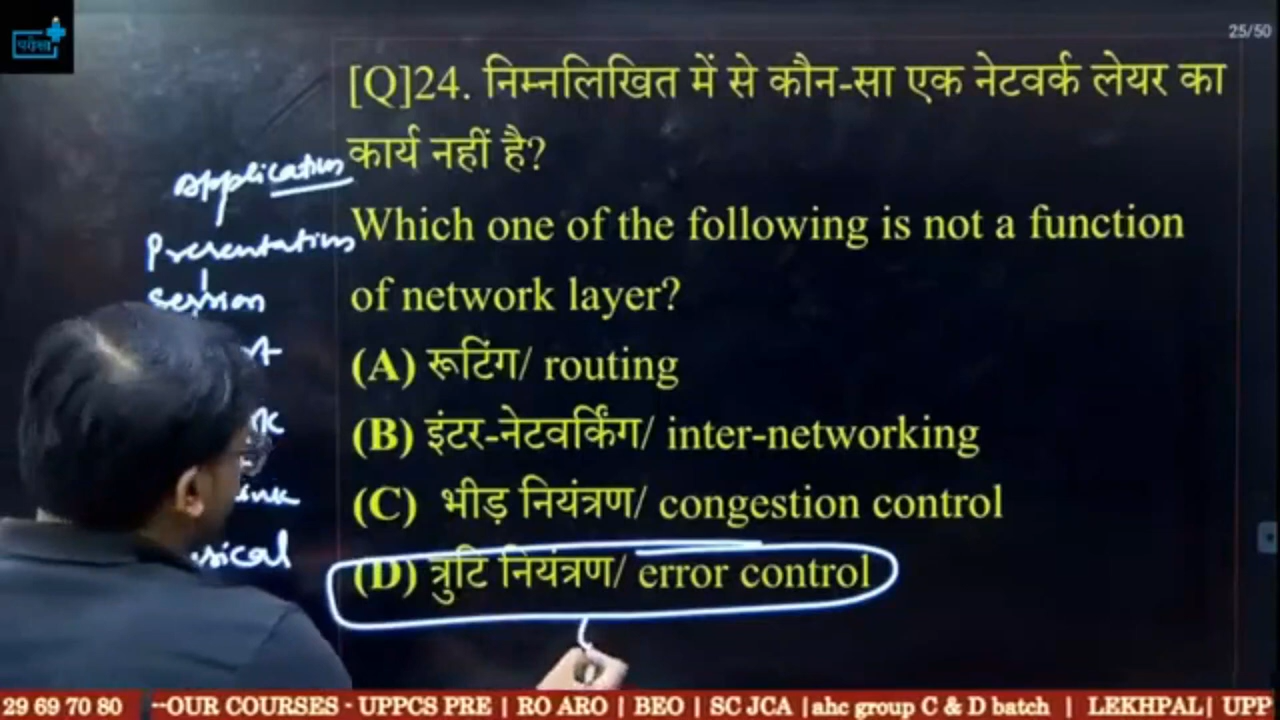 परीक्षा
25/50
[Q]24. निम्नलिखित में से कौन-सा एक नेटवर्क लेयर का
कार्य नहीं है?
Which one of the following is not a function
of network layer?
(A) रूटिंग/ routing
(B) इंटर-नेटवर्किंग/ inter-networking
(C) भीड़ नियंत्रण/ congestion control
(D) त्रुटि नियंत्रण/ error control
Application
Presentation
Session
29 69 70 80 --OUR COURSES - UPPCS PRE | RO ARO | BEO | SC JCA |ahc group C & D batch | LEKHPAL| UPP